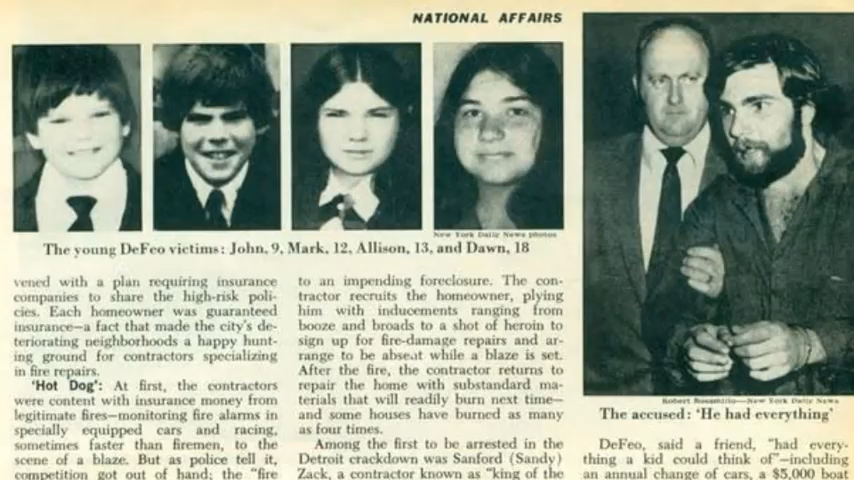 NATIONAL AFFAIRS
New York Daily News photos
The young DeFeo victims: John, 9, Mark, 12, Allison, 13, and Dawn, 18
vened with a plan requiring insurance
companies to share the high-risk poli-
cies. Each homeowner was guaranteed
insurance—a fact that made the city's de-
teriorating neighborhoods a happy hunt-
ing ground for contractors specializing
in fire repairs.
'Hot Dog': At first, the contractors
were content with insurance money from
legitimate fires—monitoring fire alarms in
specially equipped cars and racing,
sometimes faster than firemen, to the
scene of a blaze. But as police tell it,
competition got out of hand; the "fire
to an impending foreclosure. The con-
tractor recruits the homeowner, plying
him with inducements ranging from
booze and broads to a shot of heroin to
sign up for fire-damage repairs and ar-
range to be absent while a blaze is set.
After the fire, the contractor returns to
repair the home with substandard ma-
terials that will readily burn next time—
and some houses have burned as many
as four times.
Among the first to be arrested in the
Detroit crackdown was Sanford (Sandy)
Zack, a contractor known as "king of the
Robert —New York Daily News
The accused: 'He had everything'
DeFeo, said a friend, "had every-
thing a kid could think of"—including
an annual change of cars, a $5,000 boat